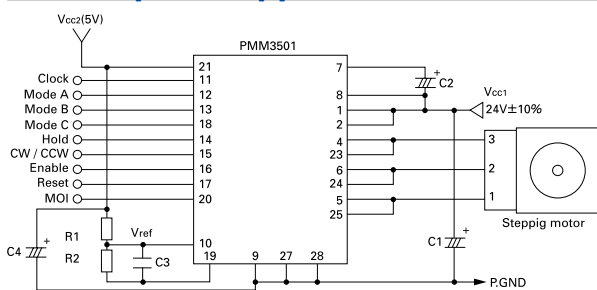 Vcc2(5V)
PMM3501
21
7
Clock
11
C2
+
Mode A
12
8
Vcc1
Mode B
13
1
24V±10%
Mode C
18
2
Hold
14
4
3
CW / CCW
15
23
Enable
16
6
2
Reset
17
24
MOI
20
5
1
25
Steppig motor
R1
Vref
C4
+
R2
C3
10
19
9
27
28
C1
+
P.GND